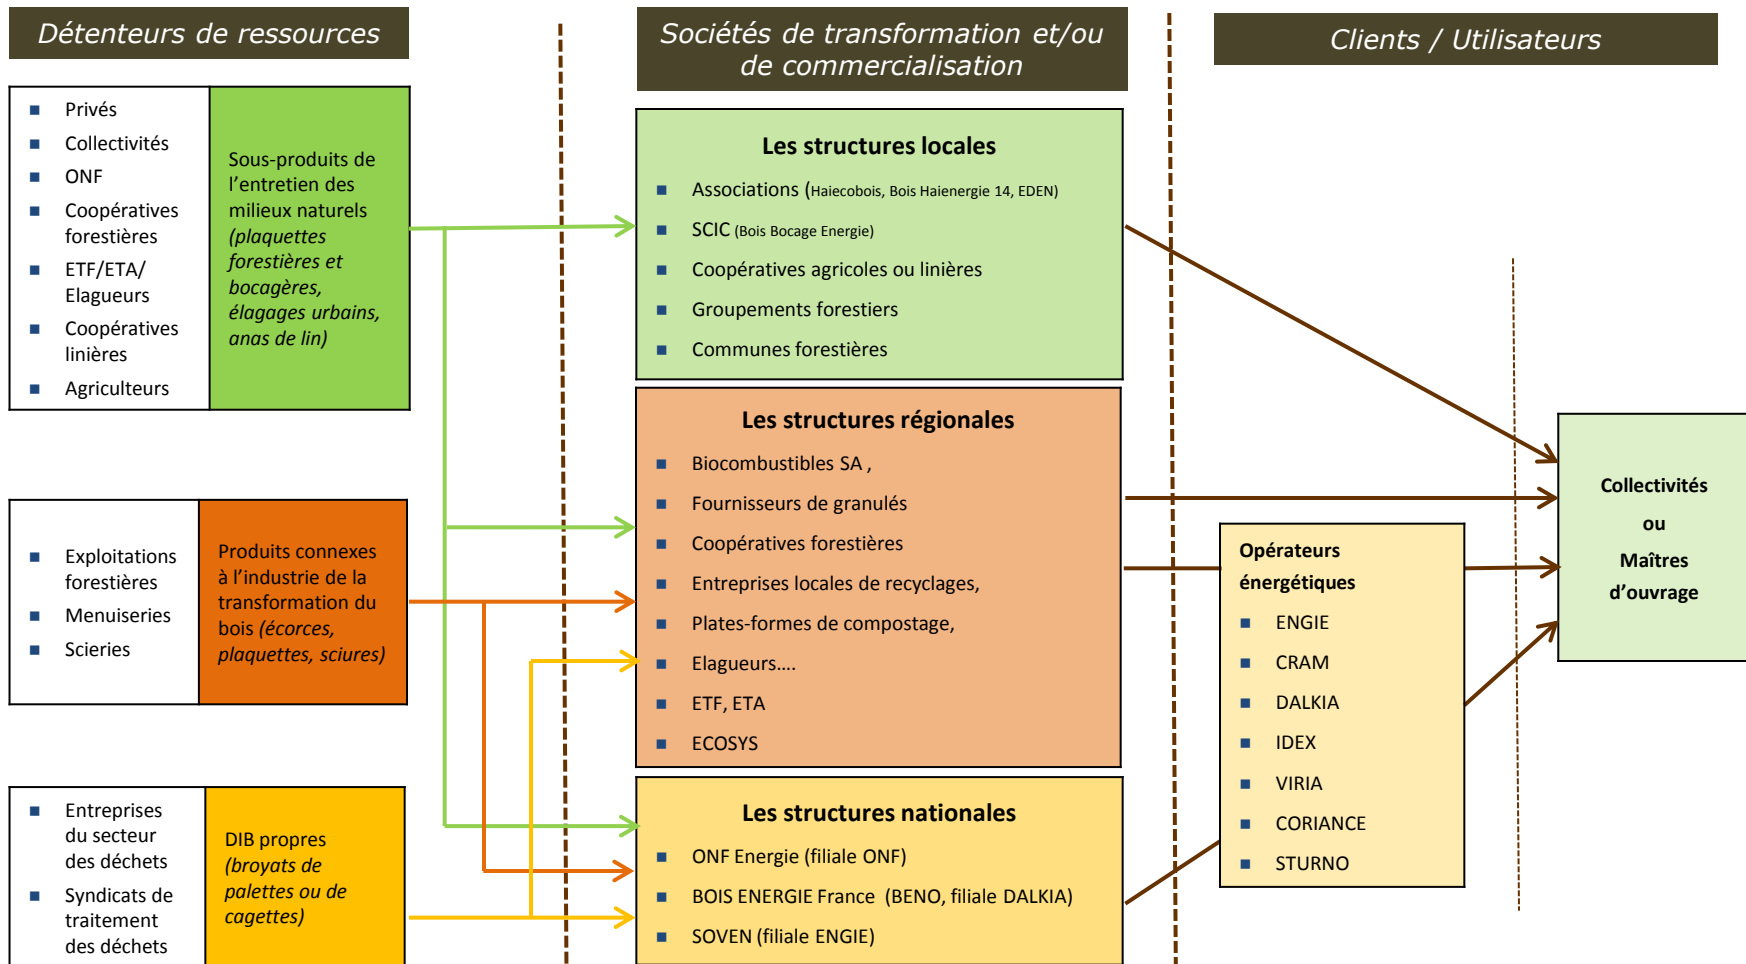 Détenteurs de ressources
Privés
Collectivités
ONF
Coopératives
forestières
ETF/ETA/
Elagueurs
Coopératives
linières
Agriculteurs
Sous-produits de
l'entretien des
milieux naturels
(plaquettes
forestières et
bocagères,
élagages urbains,
anas de lin)
Exploitations
forestières
Menuiseries
Scieries
Produits connexes
à l'industrie de la
transformation du
bois (écorces,
plaquettes, sciures)
Entreprises
du secteur
des déchets
Syndicats de
traitement
des déchets
DIB propres
(broyats de
palettes ou de
cagettes)
Sociétés de transformation et/ou
de commercialisation
Les structures locales
Associations (Haiecobois, Bois Haienergie 14, EDEN)
SCIC (Bois Bocage Energie)
Coopératives agricoles ou linières
Groupements forestiers
Communes forestières
Les structures régionales
Biocombustibles SA ,
Fournisseurs de granulés
Coopératives forestières
Entreprises locales de recyclages,
Plates-formes de compostage,
Elagueurs....
ETF, ETA
ECOSYS
Les structures nationales
ONF Energie (filiale ONF)
BOIS ENERGIE France (BENO, filiale DALKIA)
SOVEN (filiale ENGIE)
Clients / Utilisateurs
Opérateurs
énergétiques
ENGIE
CRAM
DALKIA
IDEX
VIRIA
CORIANCE
STURNO
Collectivités
ou
Maîtres
d'ouvrage